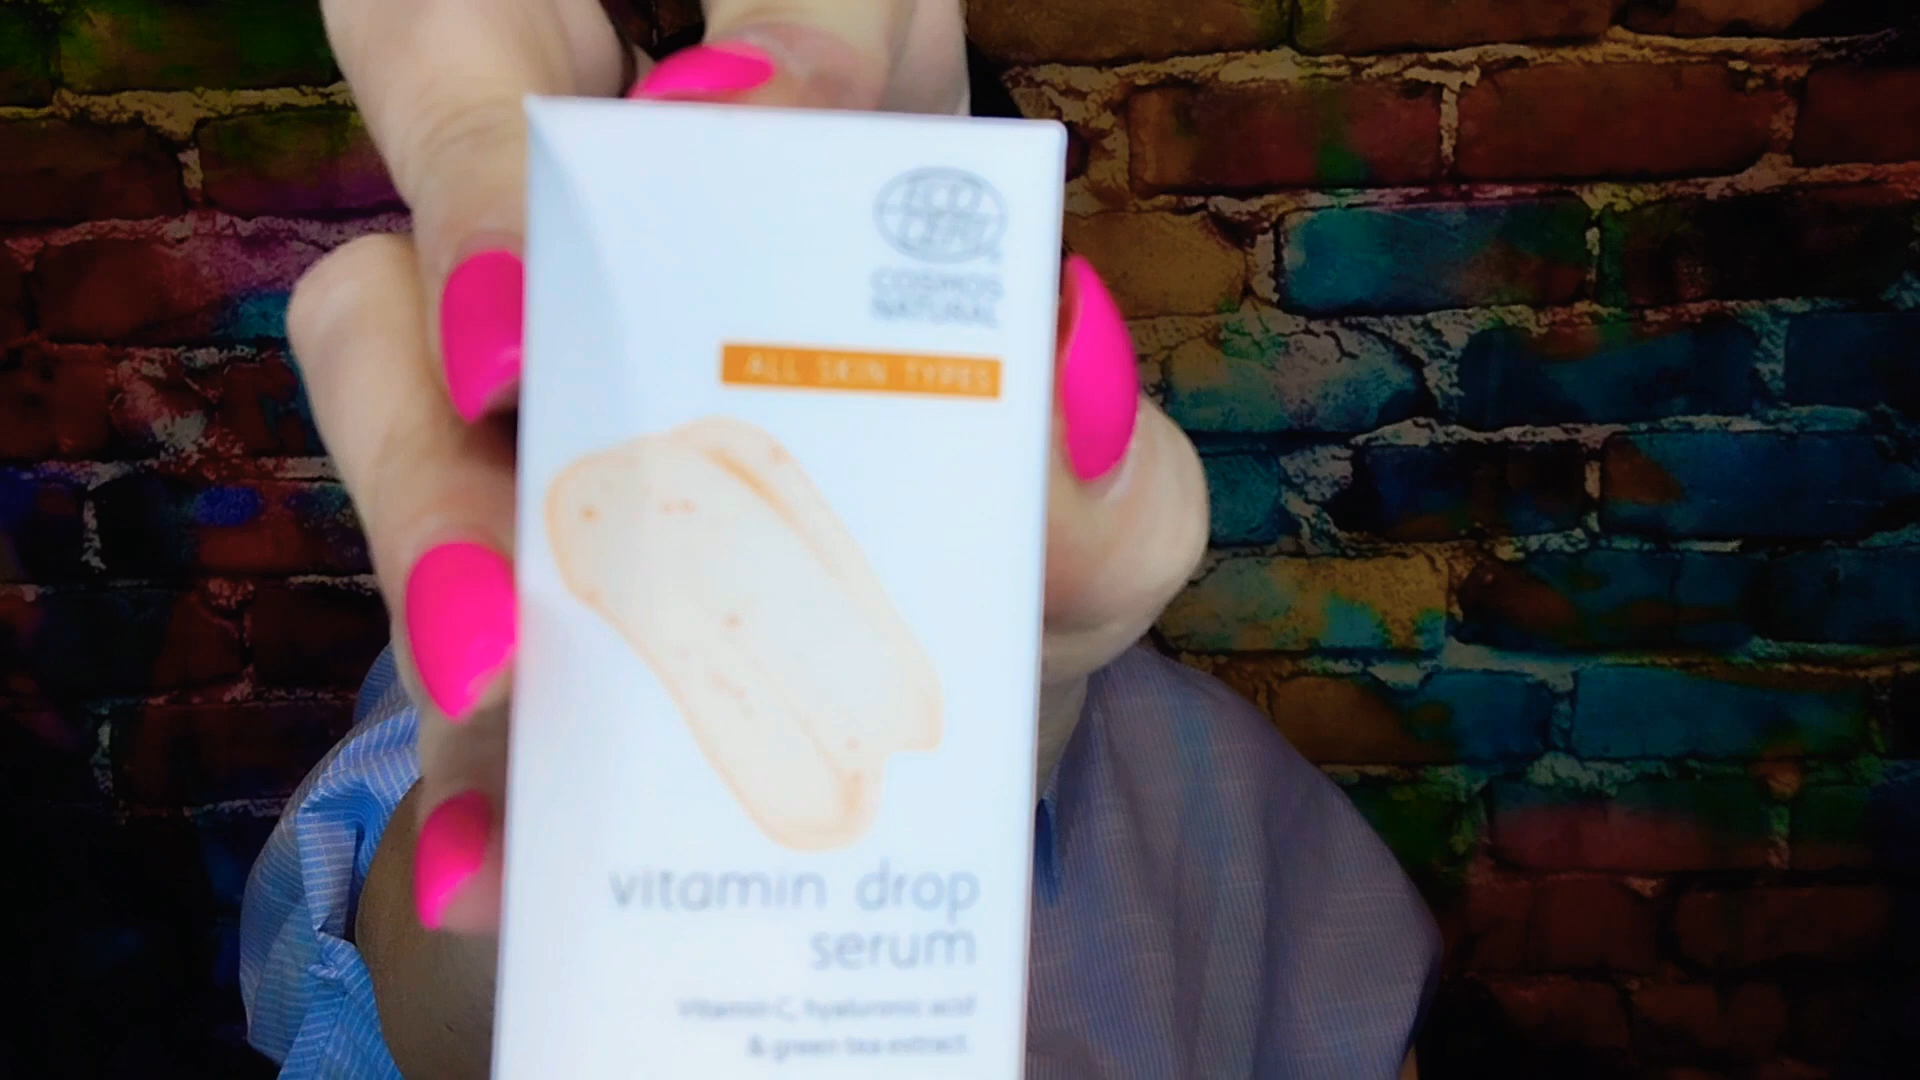 ECO
CERT
COSMOS
NATURAL
ALL SKIN TYPES
vitamin drop
serum
Vitamin C, hyaluronic acid
& green tea extract.